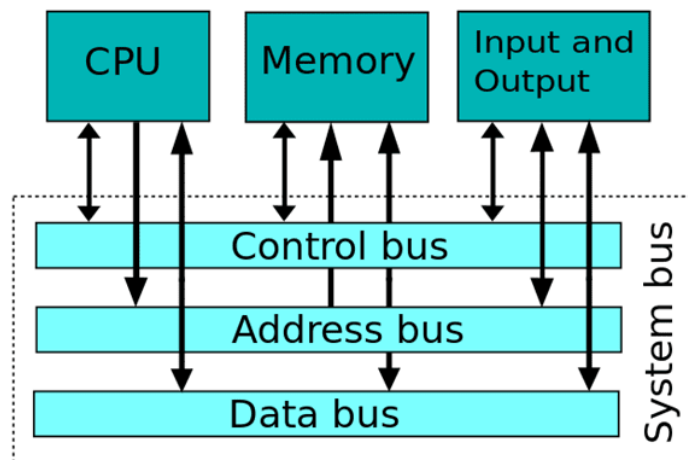 CPU
Memory
Input and
Output
Control bus
Address bus
Data bus
System bus